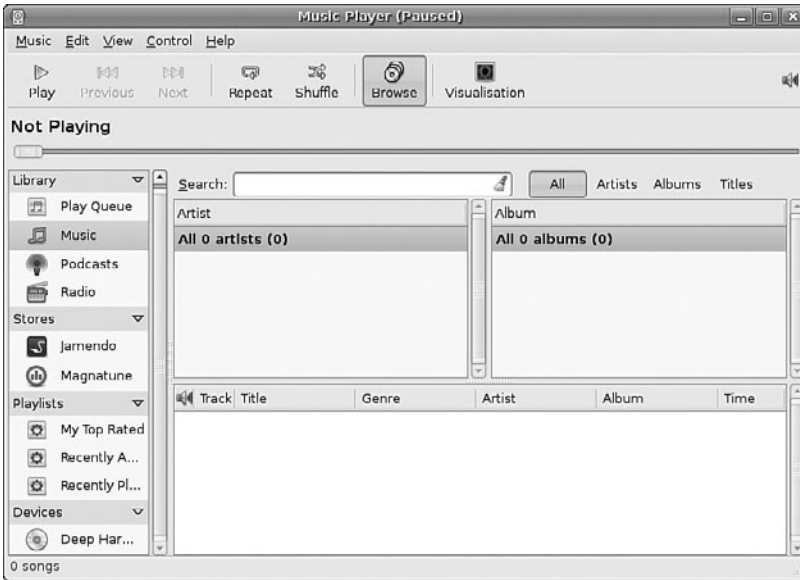 Music Player (Paused)
Music Edit View Control Help
Play Previous Next Repeat Shuffle Browse Visualisation
Not Playing
Library
Play Queue
Music
Podcasts
Radio
Stores
Jamendo
Magnatune
Playlists
My Top Rated
Recently A...
Recently Pl...
Devices
Deep Har...
Search: All Artists Albums Titles
Artist Album
All 0 artists (0) All 0 albums (0)
Track Title Genre Artist Album Time
0 songs